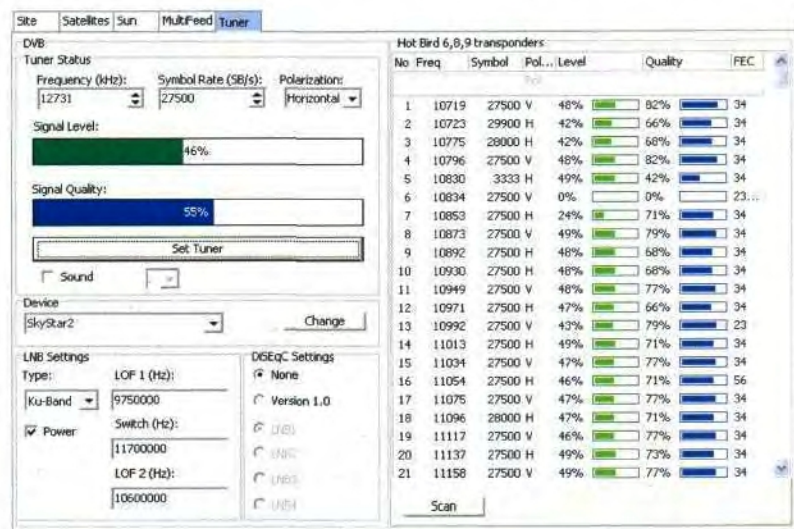 Site Satellites Sun MultiFeed Tuner
DVB
Tuner Status
Frequency (kHz): Symbol Rate (SB/s): Polarization:
12731 27500 Horizontal
Signal Level:
46%
Signal Quality:
55%
Set Tuner
Sound
Device
SkyStar2 Change
LNB Settings
Type: LOF 1 (Hz):
Ku-Band 9750000
Power Switch (Hz):
11700000
LOF 2 (Hz):
10600000
DiSEqC Settings
None
Version 1.0
LNB1
LNB2
LNB3
LNB4
Hot Bird 6,8,9 transponders
No Freq Symbol Pol... Level Quality FEC
Pol
1 10719 27500 V 48% 82% 34
2 10723 29900 H 42% 66% 34
3 10775 28000 H 42% 68% 34
4 10796 27500 V 48% 82% 34
5 10830 3333 H 49% 42% 34
6 10834 27500 V 0% 0% 23...
7 10853 27500 H 24% 71% 34
8 10873 27500 V 49% 79% 34
9 10892 27500 H 48% 68% 34
10 10930 27500 H 48% 68% 34
11 10949 27500 V 48% 77% 34
12 10971 27500 H 47% 66% 34
13 10992 27500 V 43% 79% 23
14 11013 27500 H 49% 71% 34
15 11034 27500 V 47% 77% 34
16 11054 27500 H 46% 71% 56
17 11075 27500 V 47% 77% 34
18 11096 28000 H 47% 71% 34
19 11117 27500 V 46% 77% 34
20 11137 27500 H 49% 73% 34
21 11158 27500 V 49% 77% 34
Scan